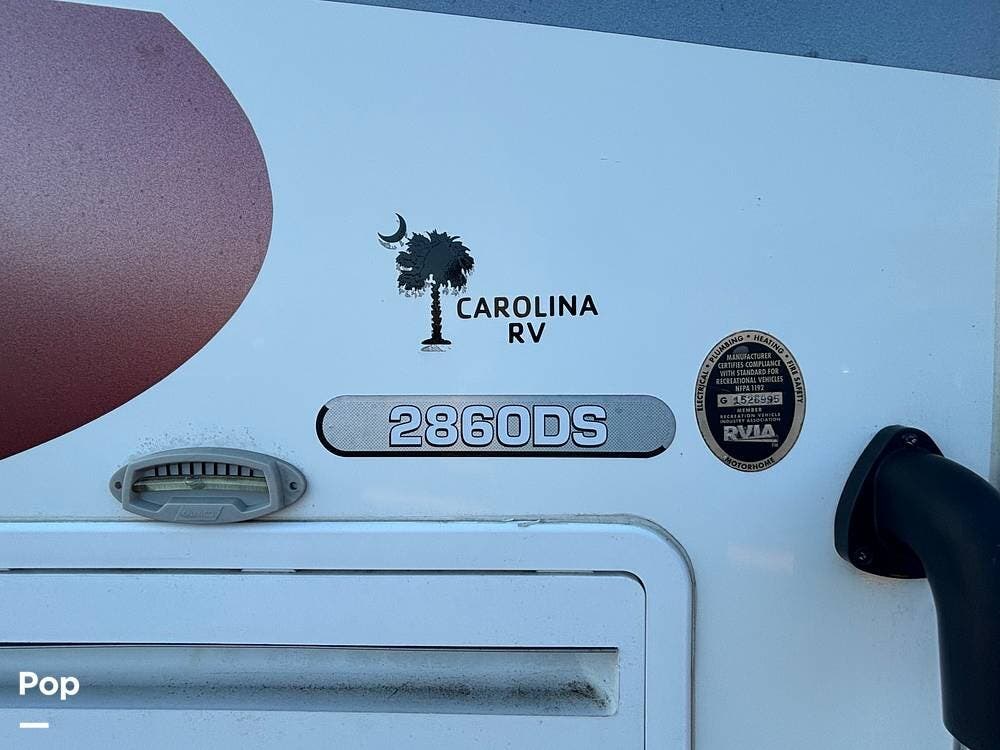 CAROLINA
RV
2860DS
ELECTRICAL • PLUMBING • HEATING • FIRE SAFETY
MANUFACTURER
CERTIFIES COMPLIANCE
WITH STANDARD FOR
RECREATIONAL VEHICLES
NFPA 1192
G 1526995
MEMBER
RECREATION VEHICLE
INDUSTRY ASSOCIATION
RVIA
TM
MOTORHOME
Pop